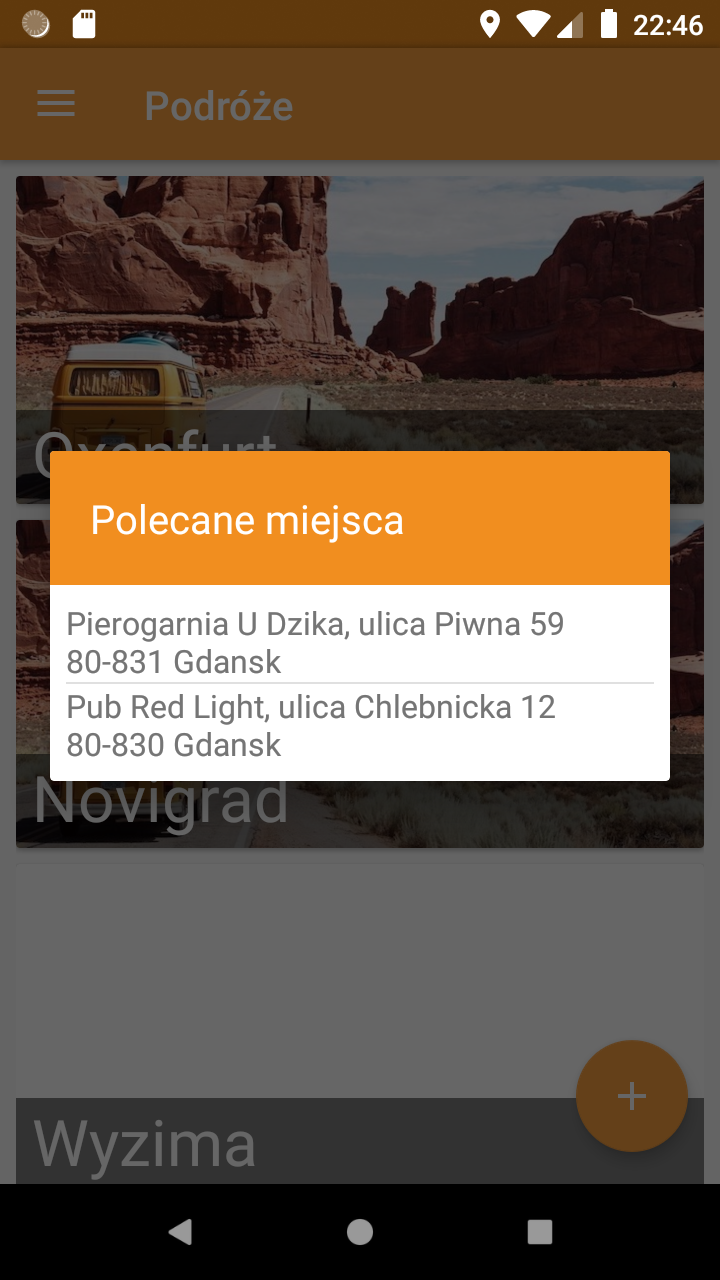 22:46
Podróże
Oxenfurt
Polecane miejsca
Pierogarnia U Dzika, ulica Piwna 59
80-831 Gdansk
Pub Red Light, ulica Chlebnicka 12
80-830 Gdansk
Novigrad
Wyzima